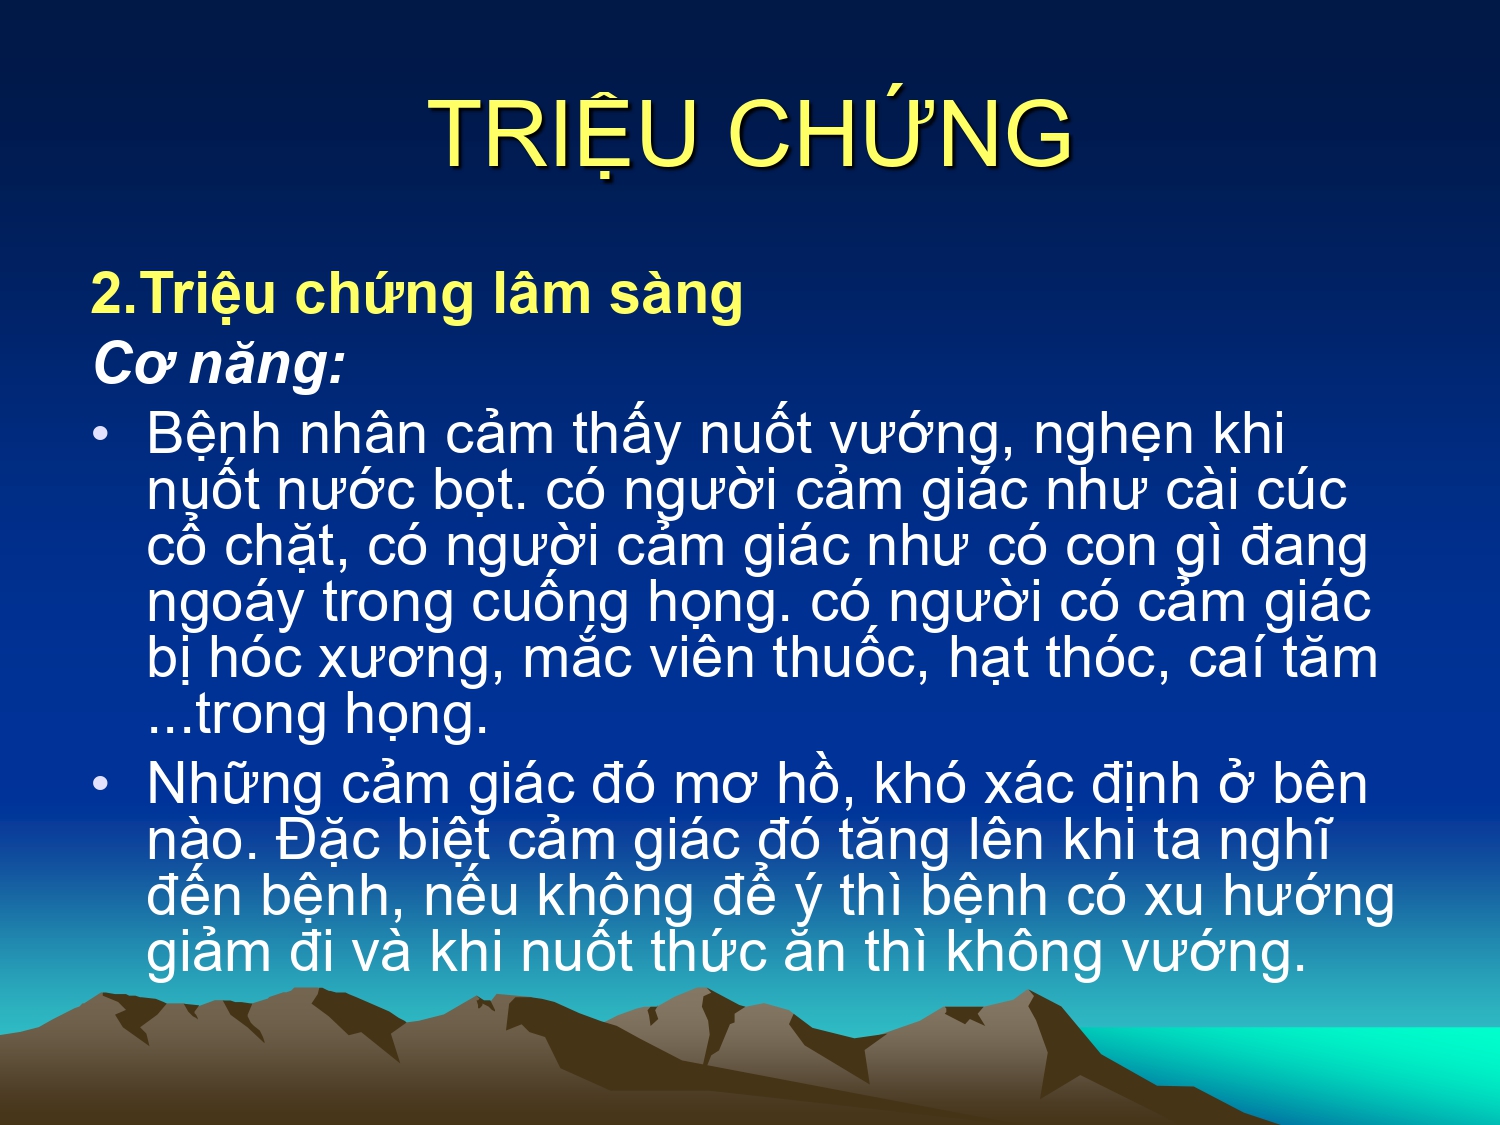 TRIỆU CHỨNG
2.Triệu chứng lâm sàng
Cơ năng:
• Bệnh nhân cảm thấy nuốt vướng, nghẹn khi
nuốt nước bọt. có người cảm giác như cài cúc
cổ chặt, có người cảm giác như có con gì đang
ngoáy trong cuống họng. có người có cảm giác
bị hóc xương, mắc viên thuốc, hạt thóc, caí tăm
...trong họng.
• Những cảm giác đó mơ hồ, khó xác định ở bên
nào. Đặc biệt cảm giác đó tăng lên khi ta nghĩ
đến bệnh, nếu không để ý thì bệnh có xu hướng
giảm đi và khi nuốt thức ăn thì không vướng.